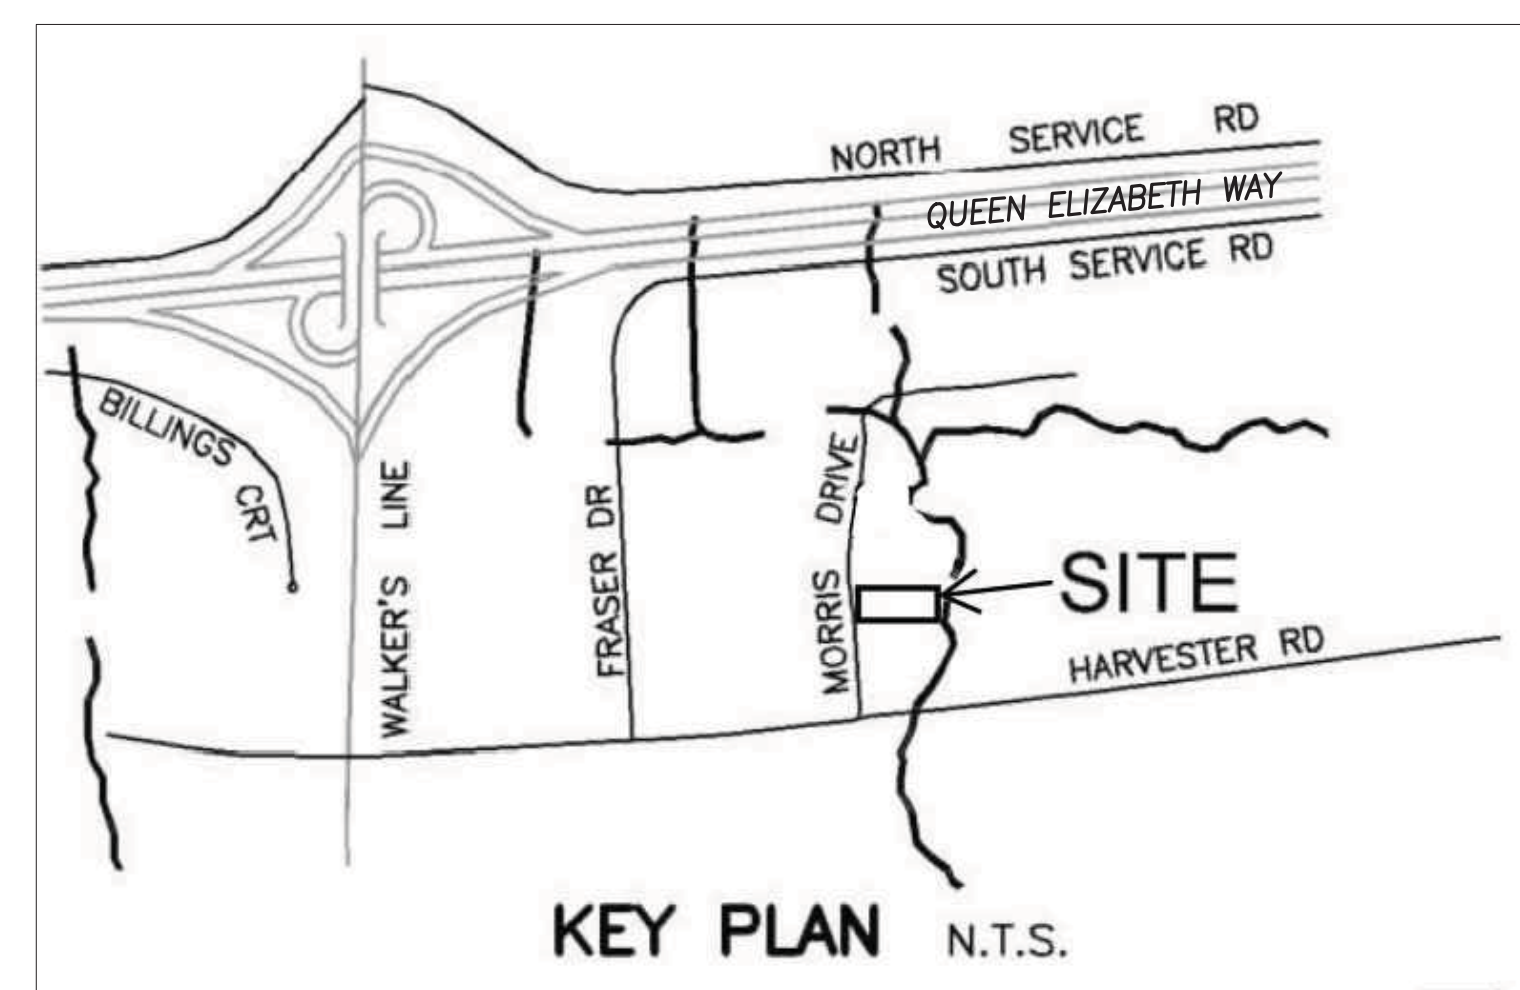 NORTH SERVICE RD
QUEEN ELIZABETH WAY
SOUTH SERVICE RD
BILLINGS CRT
WALKER'S LINE
FRASER DR
MORRIS DRIVE
SITE
HARVESTER RD
KEY PLAN N.T.S.